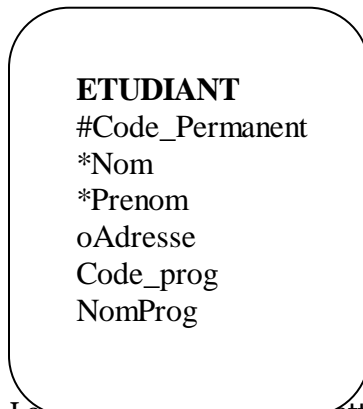 ETUDIANT
#Code_Permanent
*Nom
*Prenom
oAdresse
Code_prog
NomProg